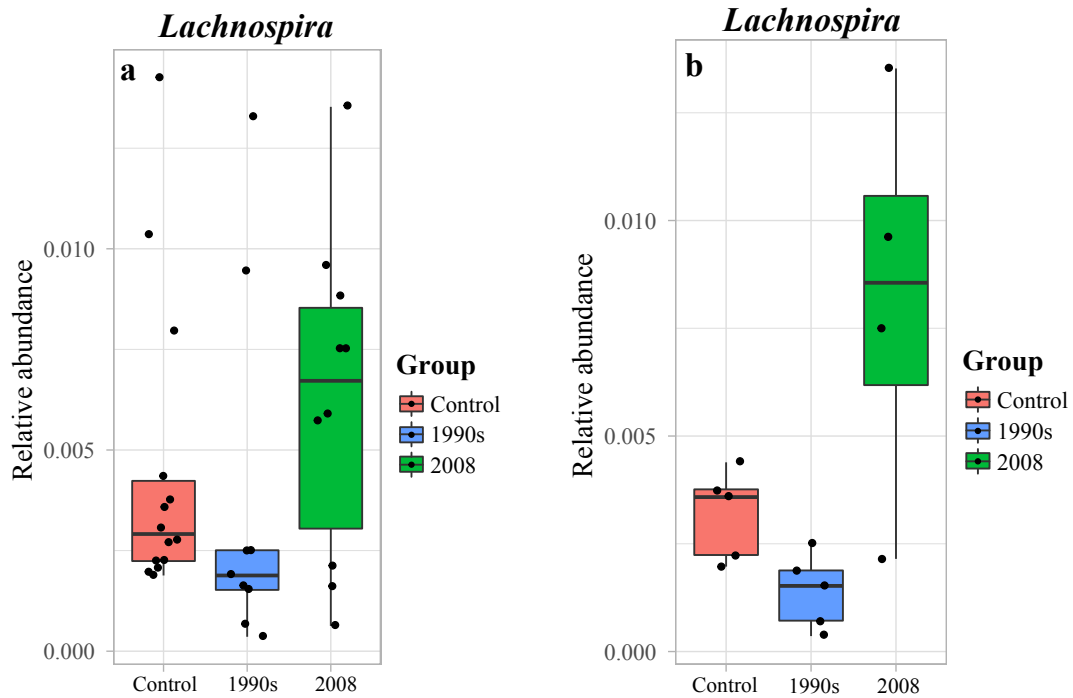 Lachnospira
a
Relative abundance
0.010
0.005
0.000
Control
1990s
2008
Group
Control
1990s
2008
Lachnospira
b
Relative abundance
0.010
0.005
0.000
Control
1990s
2008
Group
Control
1990s
2008